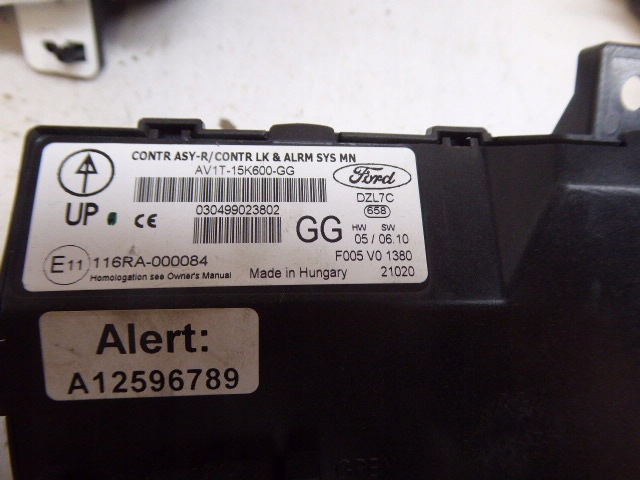 CONTR ASY-R/CONTR LK & ALRM SYS MN
AV1T-15K600-GG
Ford
DZL7C
658
UP
CE
030499023802
GG
HW SW
05 / 06.10
E11 116RA-000084
Homologation see Owner's Manual
Made in Hungary
F005 V0 1380
21020
Alert:
A12596789